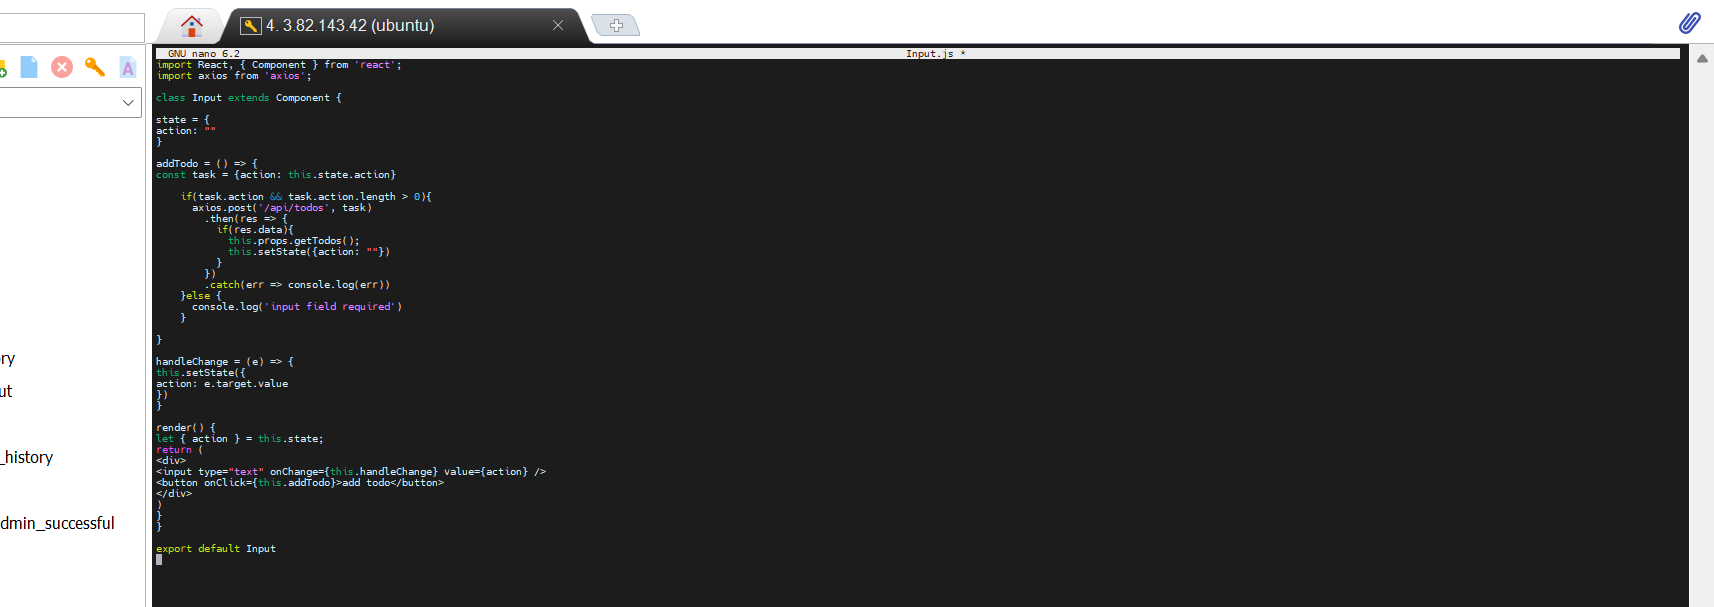 4. 3.82.143.42 (ubuntu)
GNU nano 6.2 Input.js *
import React, { Component } from 'react';
import axios from 'axios';
class Input extends Component {
state = {
action: ""
}
addTodo = () => {
const task = {action: this.state.action}
if(task.action && task.action.length > 0){
axios.post('/api/todos', task)
.then(res => {
if(res.data){
this.props.getTodos();
this.setState({action: ""})
}
})
.catch(err => console.log(err))
}else {
console.log('input field required')
}
}
handleChange = (e) => {
this.setState({
action: e.target.value
})
}
render() {
let { action } = this.state;
return (
<div>
<input type="text" onChange={this.handleChange} value={action} />
<button onClick={this.addTodo}>add todo</button>
</div>
)
}
}
export default Input
A
ry
ut
_history
dmin_successful